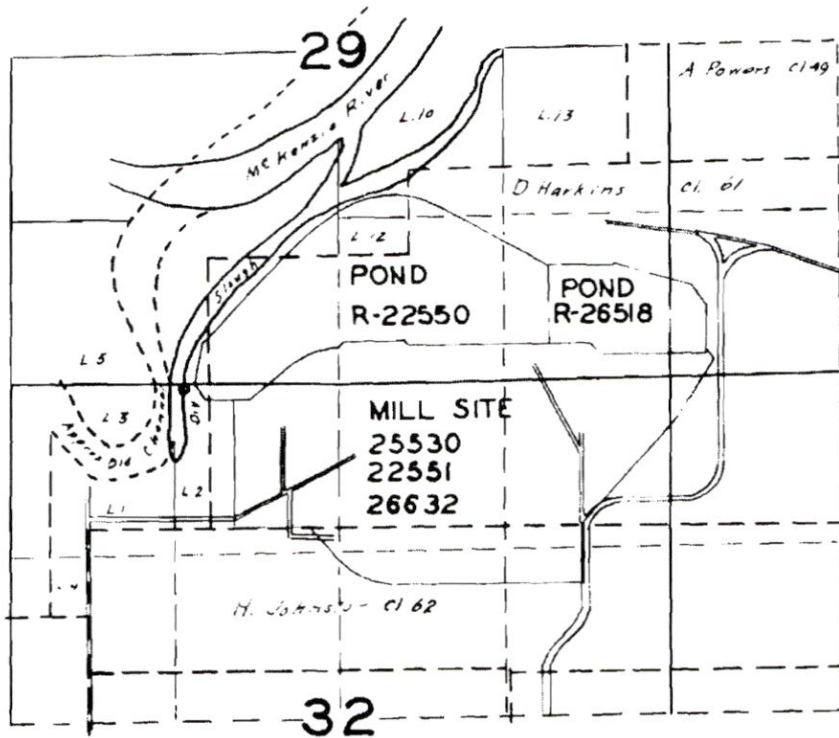 29
A Powers Cl 49
McKenzie River
L.10
L.13
D Harkins Cl. 61
L.12
Slough
POND
R-22550
POND
R-26518
L 5
L 3
MILL SITE
25530
22551
26632
Old
L 2
L 1
Cl 62
32